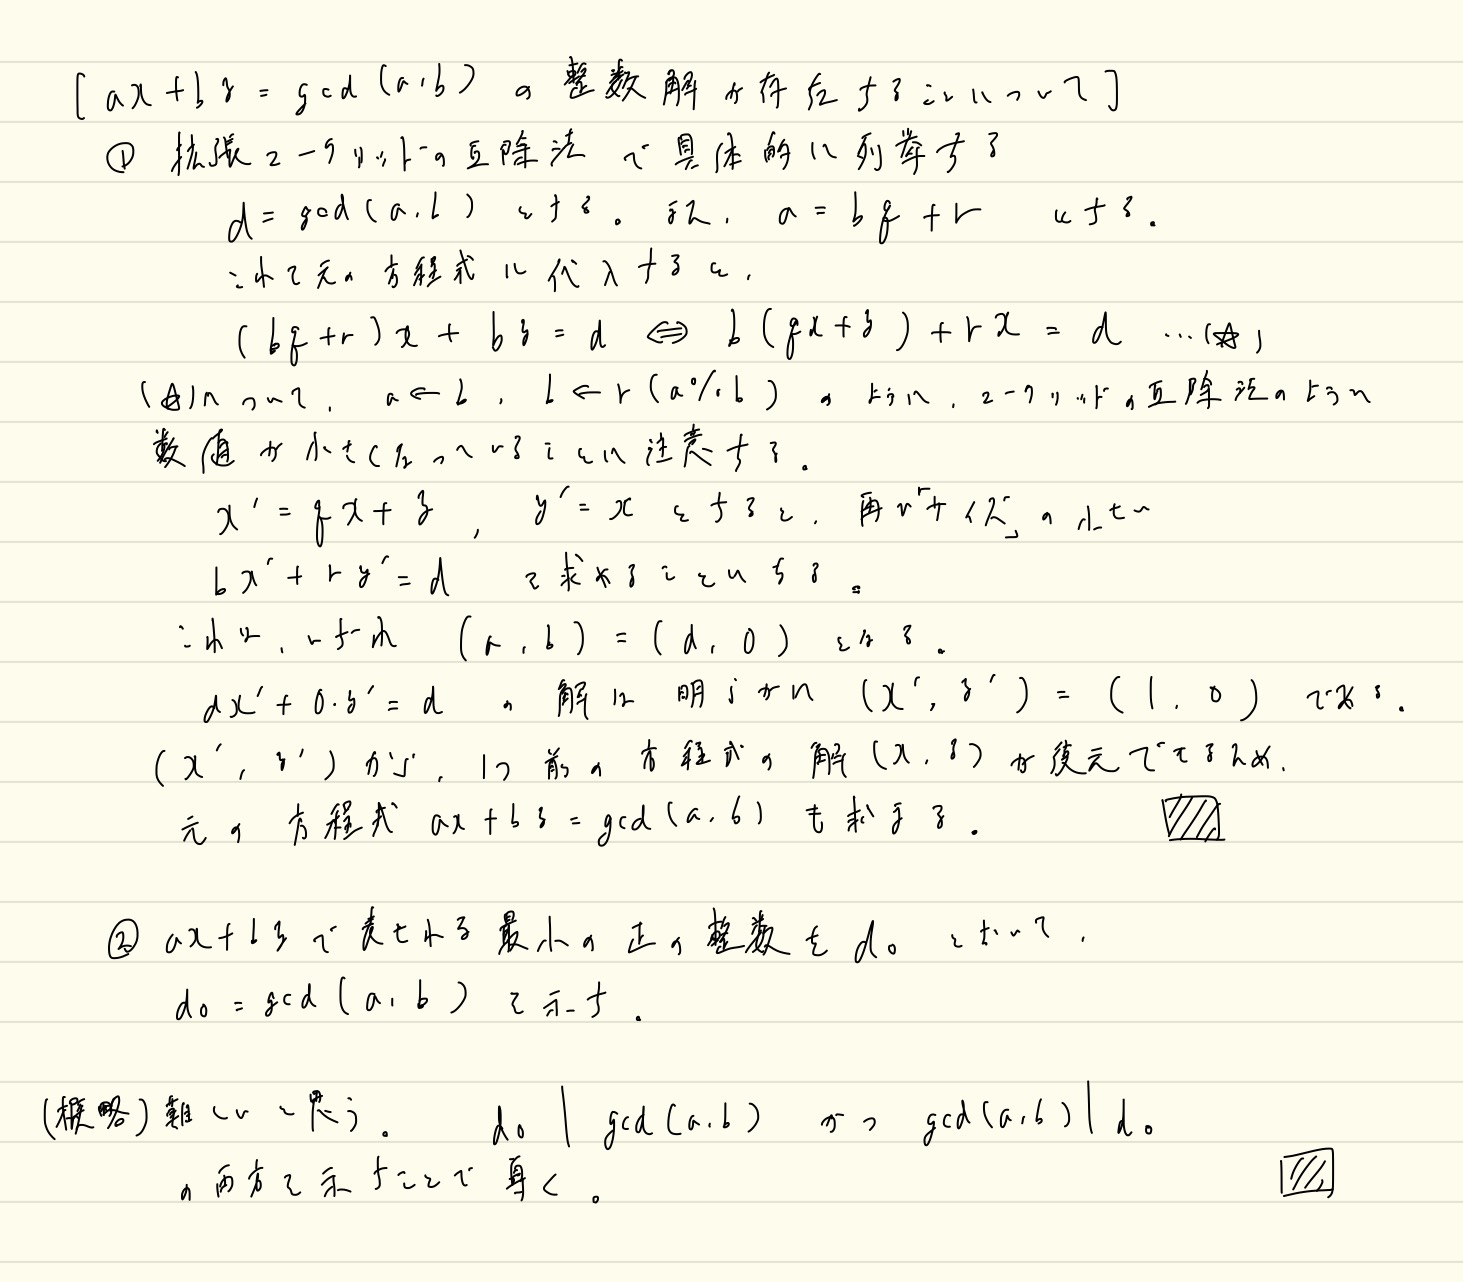 [ax+by = gcd(a,b) の整数解が存在することについて]
① 拡張ユークリッドの互除法で具体的に列挙する
d = gcd(a,b) とする。また、a = bq + r とする.
これを元の方程式に代入すると、
(bq+r)x + by = d ⇔ b(qx+y) + rx = d …(☆)
(☆)について、a←b, b←r(a%b) のように、ユークリッドの互除法のように
数値が小さくなっていることに注意する.
x' = qx+y, y' = x とすると、再び「サイズ」の小さい
bx' + ry' = d を求めることになる。
これは、いずれ (a,b) = (d,0) となる.
dx' + 0・y' = d の解は明らかに (x', y') = (1, 0) である.
(x', y') から、1つ前の方程式の解 (x, y) が復元できるため、
元の方程式 ax+by = gcd(a,b) も求まる.
② ax+by で表せれる最小の正の整数を d₀ とおいて、
d₀ = gcd(a,b) を示す.
(概略) 難しいと思う. d₀ | gcd(a,b) かつ gcd(a,b) | d₀
の両方を示すことで導く。